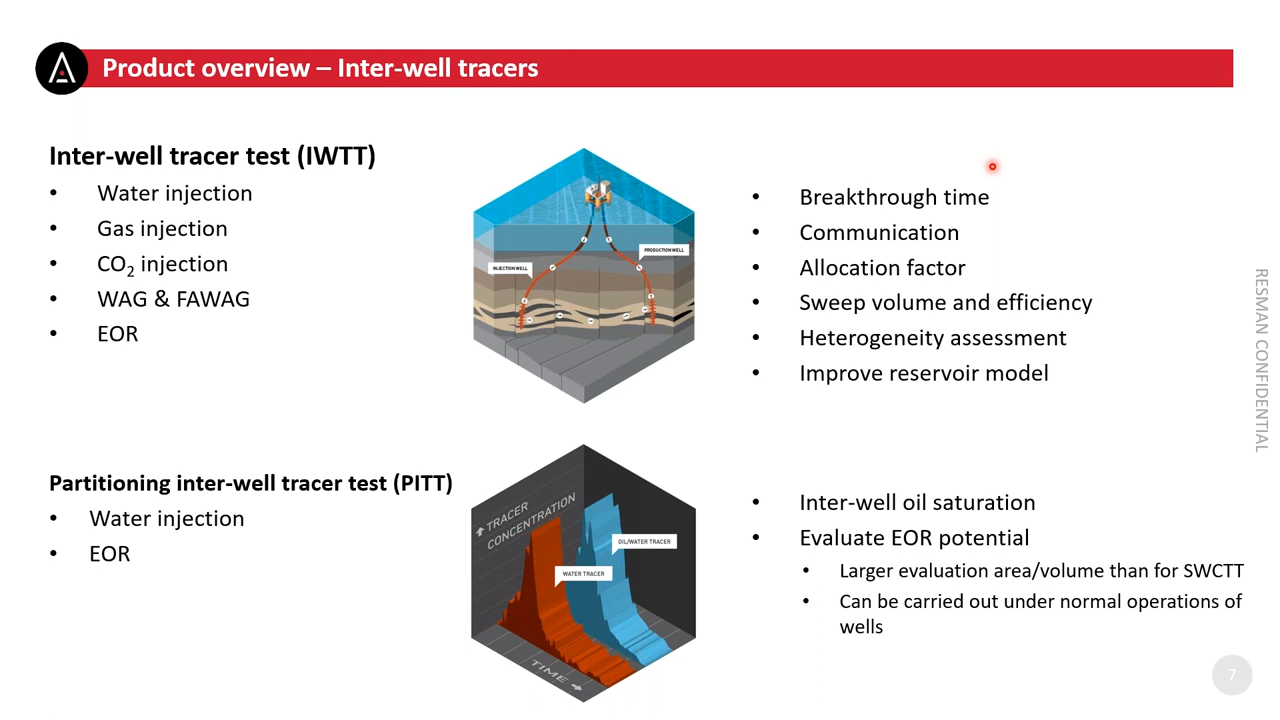 Product overview – Inter-well tracers
Inter-well tracer test (IWTT)
• Water injection
• Gas injection
• CO₂ injection
• WAG & FAWAG
• EOR
INJECTION WELL
PRODUCTION WELL
• Breakthrough time
• Communication
• Allocation factor
• Sweep volume and efficiency
• Heterogeneity assessment
• Improve reservoir model
Partitioning inter-well tracer test (PITT)
• Water injection
• EOR
TRACER
CONCENTRATION
OIL/WATER TRACER
WATER TRACER
TIME
• Inter-well oil saturation
• Evaluate EOR potential
• Larger evaluation area/volume than for SWCTT
• Can be carried out under normal operations of
wells
RESMAN CONFIDENTIAL
7